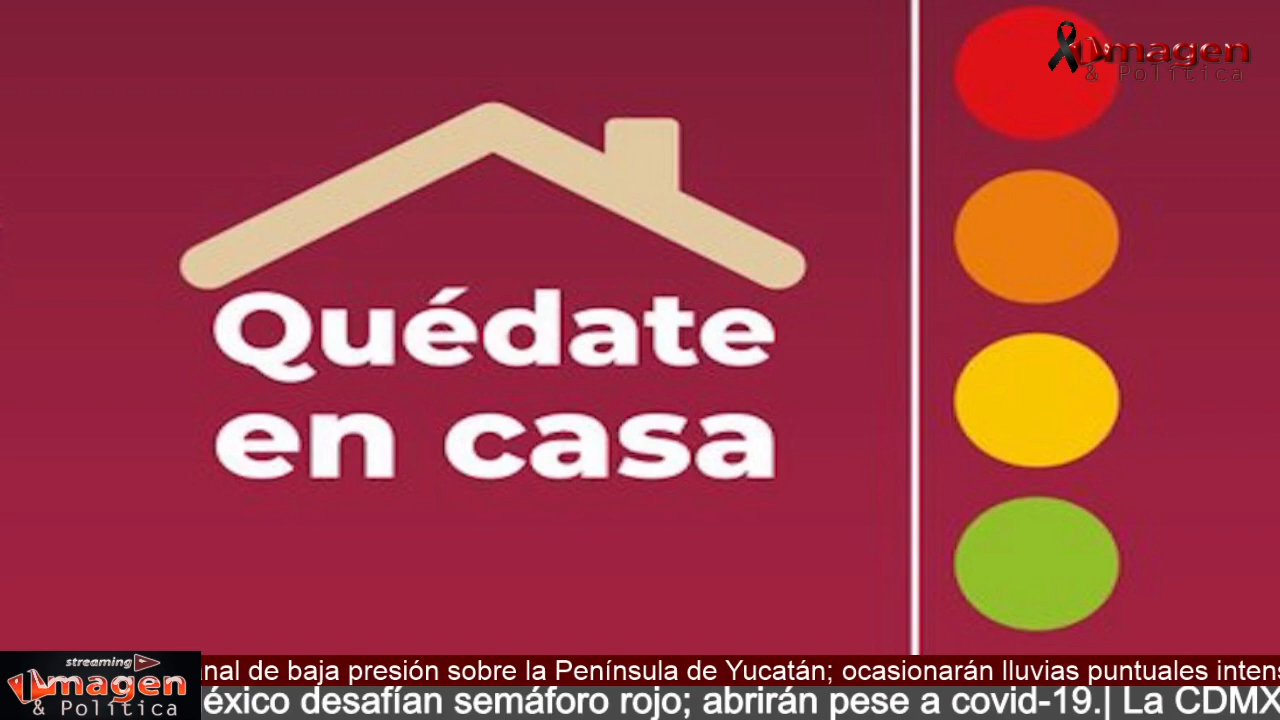 Imagen
& Política
Quédate
en casa
streaming
Imagen
& Política
nal de baja presión sobre la Península de Yucatán; ocasionarán lluvias puntuales intens
éxico desafían semáforo rojo; abrirán pese a covid-19.| La CDMX